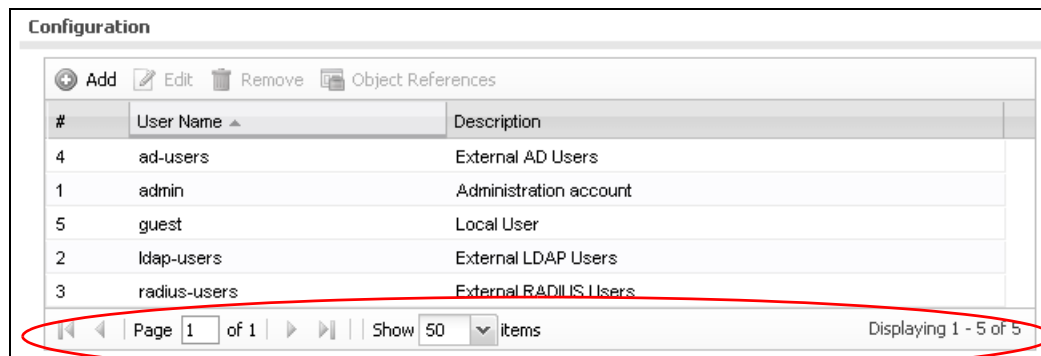 Configuration
Add Edit Remove Object References
# User Name Description
4 ad-users External AD Users
1 admin Administration account
5 guest Local User
2 ldap-users External LDAP Users
3 radius-users External RADIUS Users
Page 1 of 1 Show 50 items Displaying 1 - 5 of 5